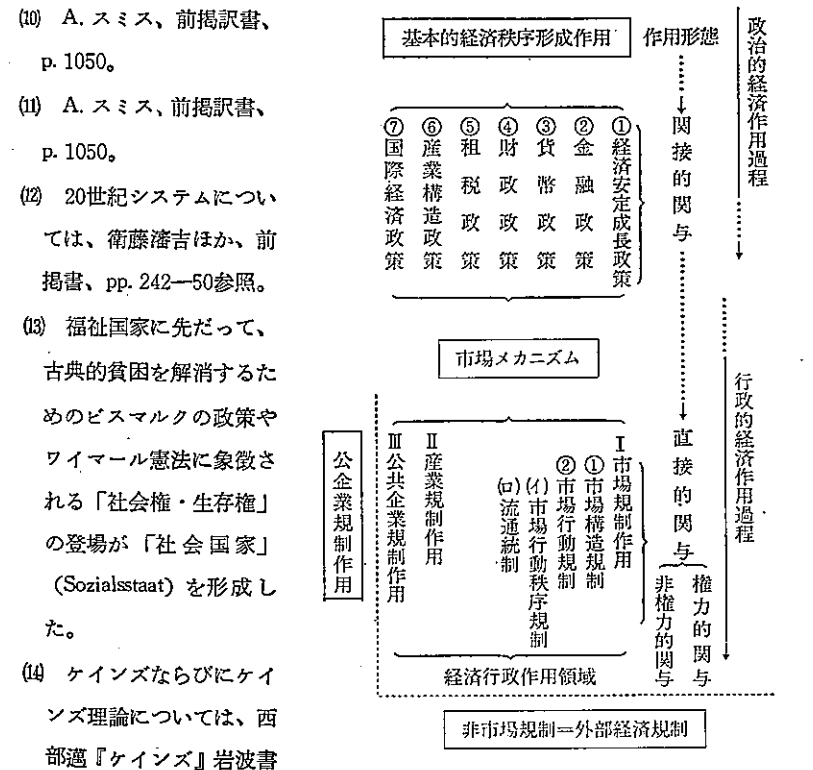 ⑽ A. スミス、前掲訳書、
p. 1050。
⑾ A. スミス、前掲訳書、
p. 1050。
⑿ 20世紀システムについ
ては、衛藤瀋吉ほか、前
掲書、pp. 242―50参照。
⒀ 福祉国家に先だって、
古典的貧困を解消するた
めのビスマルクの政策や
ワイマール憲法に象徴さ
れる「社会権・生存権」
の登場が「社会国家」
(Sozialsstaat) を形成し
た。
⒁ ケインズならびにケイ
ンズ理論については、西
部邁『ケインズ』岩波書
基本的経済秩序形成作用
作用形態
政治的経済作用過程
関接的関与
①経済安定成長政策
②金融政策
③貨幣政策
④財政政策
⑤租税政策
⑥産業構造政策
⑦国際経済政策
市場メカニズム
行政的経済作用過程
直接的関与
権力的関与
非権力的関与
Ⅰ市場規制作用
①市場構造規制
②市場行動規制
(イ)市場行動秩序規制
(ロ)流通統制
Ⅱ産業規制作用
Ⅲ公共企業規制作用
公企業規制作用
経済行政作用領域
非市場規制=外部経済規制